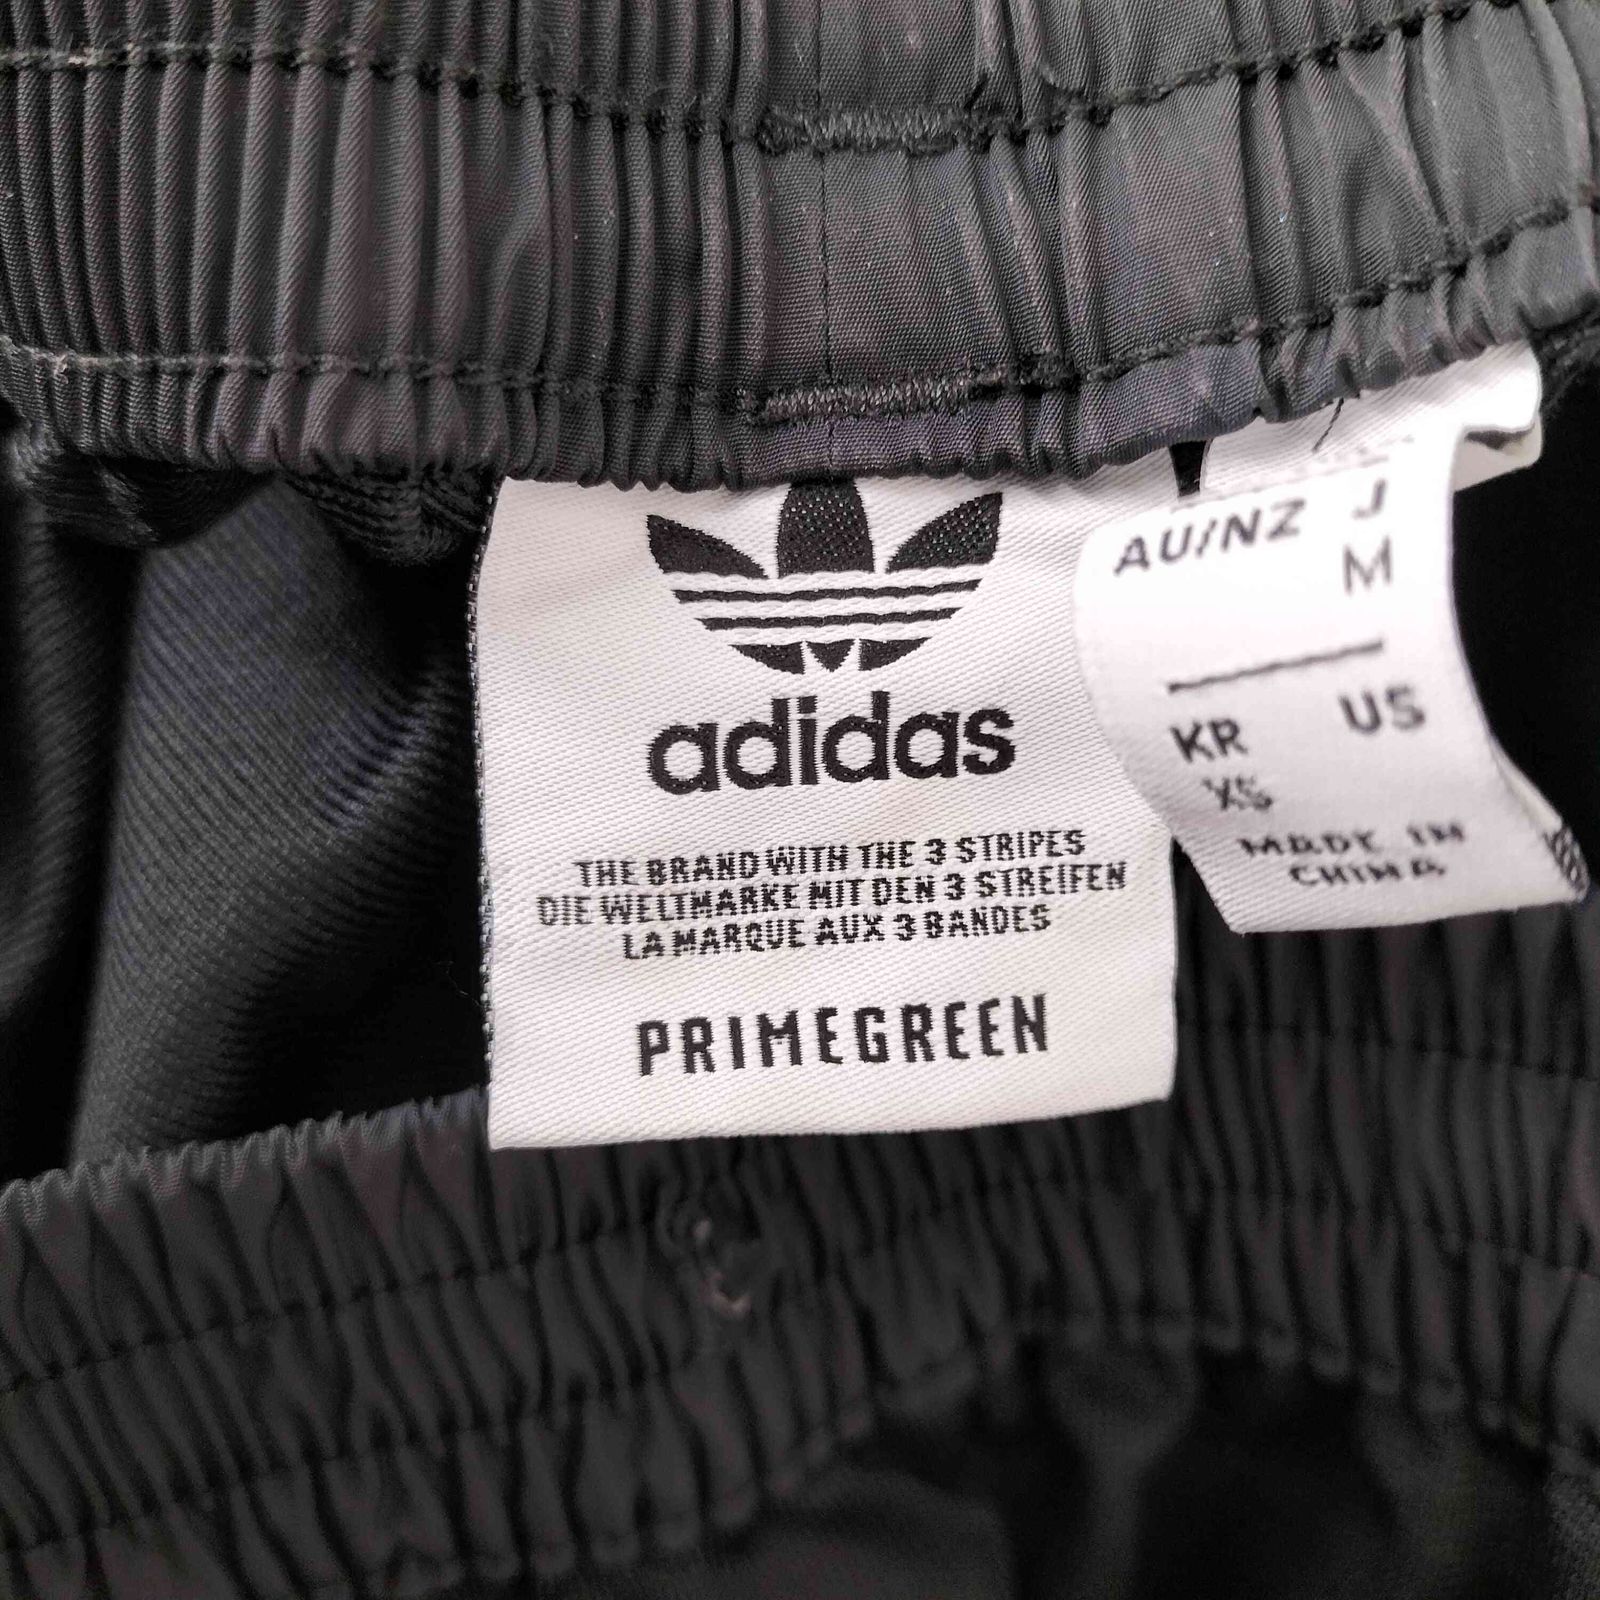 adidas
THE BRAND WITH THE 3 STRIPES
DIE WELTMARKE MIT DEN 3 STREIFEN
LA MARQUE AUX 3 BANDES
PRIMEGREEN
AU/NZ J
M
KR US
XS
MADE IN
CHINA